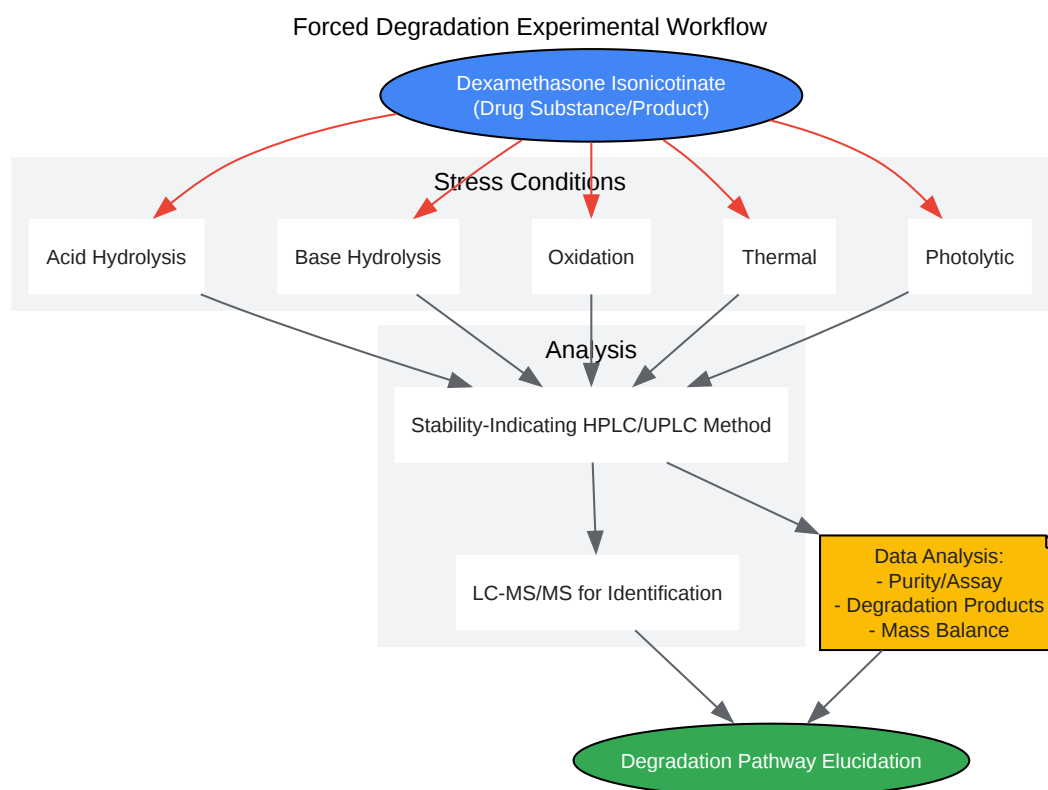 Forced Degradation Experimental Workflow
Dexamethasone Isonicotinate
(Drug Substance/Product)
Stress Conditions
Acid Hydrolysis
Base Hydrolysis
Oxidation
Thermal
Photolytic
Analysis
Stability-Indicating HPLC/UPLC Method
LC-MS/MS for Identification
Data Analysis:
- Purity/Assay
- Degradation Products
- Mass Balance
Degradation Pathway Elucidation